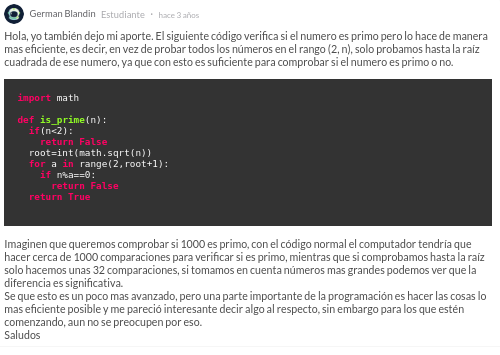 German Blandin Estudiante · hace 3 años
Hola, yo también dejo mi aporte. El siguiente código verifica si el numero es primo pero lo hace de manera
mas eficiente, es decir, en vez de probar todos los números en el rango (2, n), solo probamos hasta la raíz
cuadrada de ese numero, ya que con esto es suficiente para comprobar si el numero es primo o no.
import math
def is_prime(n):
if(n<2):
return False
root=int(math.sqrt(n))
for a in range(2,root+1):
if n%a==0:
return False
return True
Imaginen que queremos comprobar si 1000 es primo, con el código normal el computador tendría que
hacer cerca de 1000 comparaciones para verificar si es primo, mientras que si comprobamos hasta la raíz
solo hacemos unas 32 comparaciones, si tomamos en cuenta números mas grandes podemos ver que la
diferencia es significativa.
Se que esto es un poco mas avanzado, pero una parte importante de la programación es hacer las cosas lo
mas eficiente posible y me pareció interesante decir algo al respecto, sin embargo para los que estén
comenzando, aun no se preocupen por eso.
Saludos